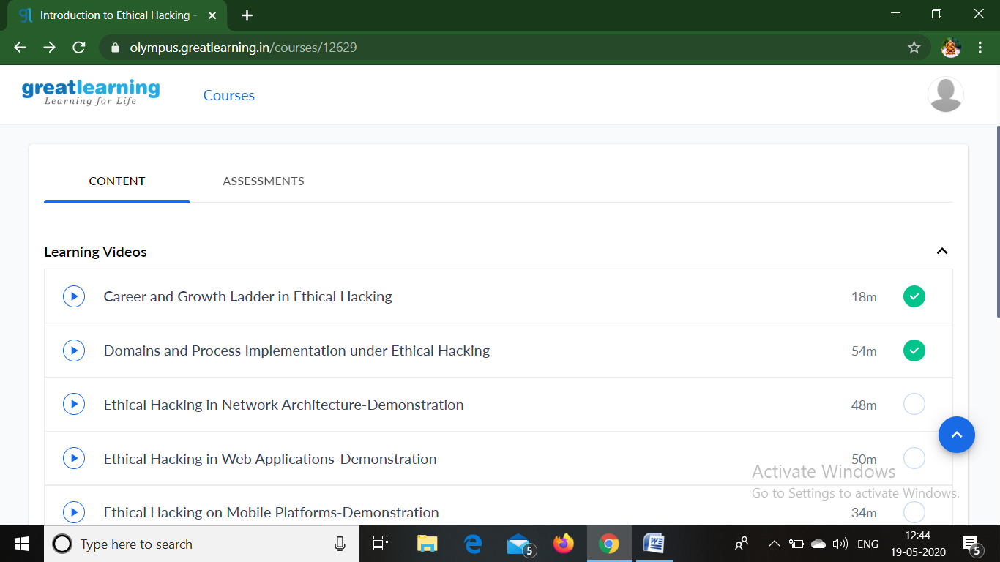 Introduction to Ethical Hacking -
olympus.greatlearning.in/courses/12629
greatlearning
Learning for Life
Courses
CONTENT
ASSESSMENTS
Learning Videos
Career and Growth Ladder in Ethical Hacking 18m
Domains and Process Implementation under Ethical Hacking 54m
Ethical Hacking in Network Architecture-Demonstration 48m
Ethical Hacking in Web Applications-Demonstration 50m
Activate Windows
Go to Settings to activate Windows.
Ethical Hacking on Mobile Platforms-Demonstration 34m
Type here to search
5
ENG
12:44
19-05-2020
5